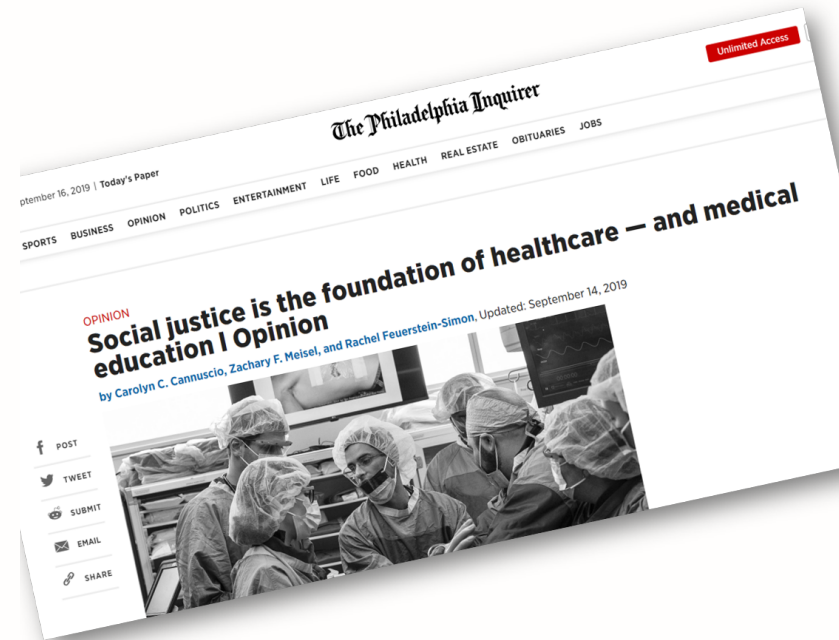 Unlimited Access
The Philadelphia Inquirer
ptember 16, 2019 | Today's Paper
SPORTS BUSINESS OPINION POLITICS ENTERTAINMENT LIFE FOOD HEALTH REAL ESTATE OBITUARIES JOBS
OPINION
Social justice is the foundation of healthcare — and medical
education | Opinion
by Carolyn C. Cannuscio, Zachary F. Meisel, and Rachel Feuerstein-Simon, Updated: September 14, 2019
POST
TWEET
SUBMIT
EMAIL
SHARE